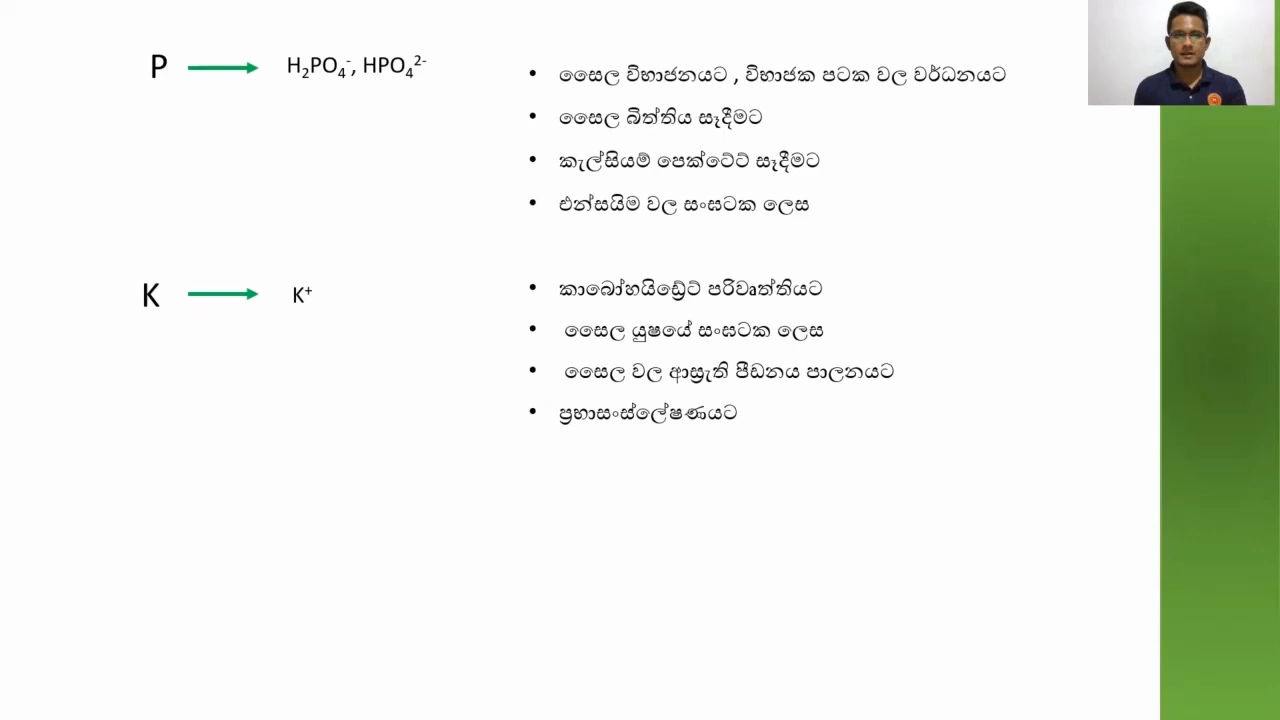 P → H₂PO₄⁻, HPO₄²⁻
• සෛල විභාජනයට , විභාජක පටක වල වර්ධනයට
• සෛල බිත්තිය සෑදීමට
• කැල්සියම් පෙක්ටේට් සෑදීමට
• එන්සයිම වල සංඝටක ලෙස
K → K⁺
• කාබෝහයිඩ්‍රේට් පරිවෘත්තියට
• සෛල යුෂයේ සංඝටක ලෙස
• සෛල වල ආස්‍රැති පීඩනය පාලනයට
• ප්‍රභාසංස්ලේෂණයට